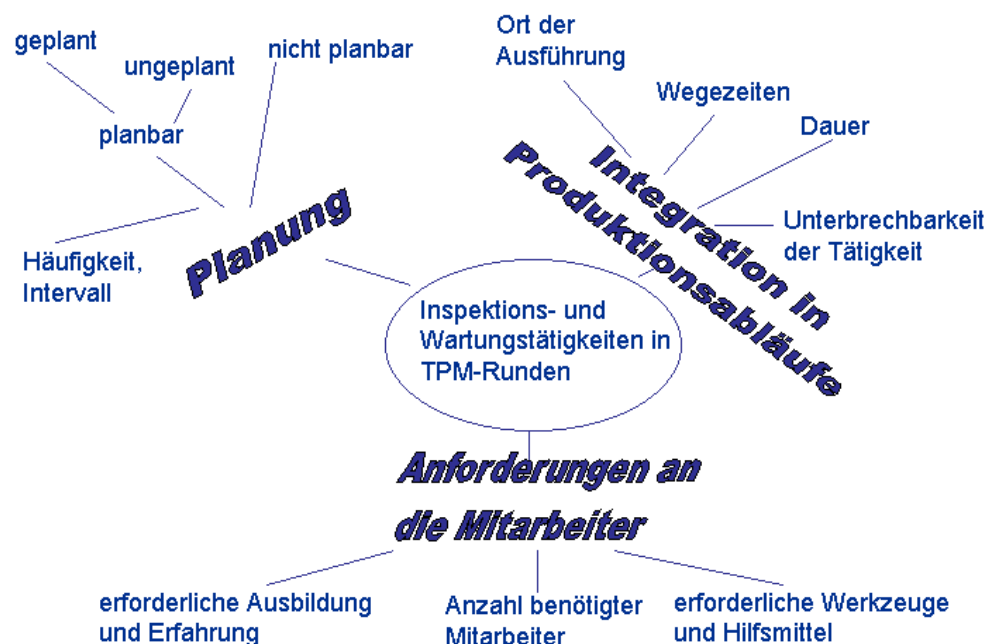 geplant
ungeplant
nicht planbar
planbar
Häufigkeit,
Intervall
Planung
Ort der
Ausführung
Wegezeiten
Dauer
Unterbrechbarkeit
der Tätigkeit
Integration in
Produktionsabläufe
Inspektions- und
Wartungstätigkeiten in
TPM-Runden
Anforderungen an
die Mitarbeiter
erforderliche Ausbildung
und Erfahrung
Anzahl benötigter
Mitarbeiter
erforderliche Werkzeuge
und Hilfsmittel